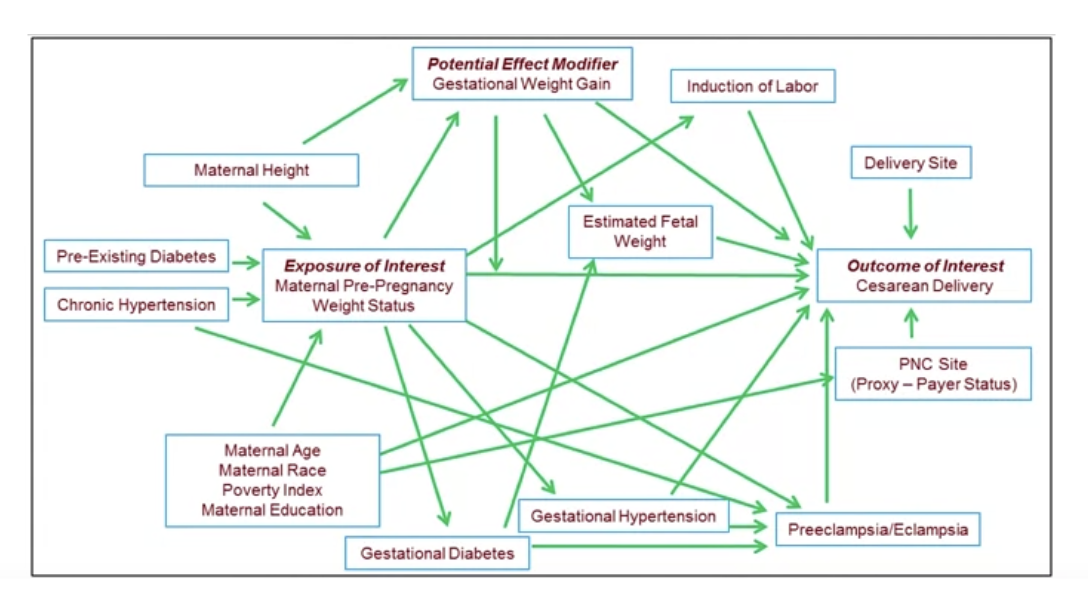 Potential Effect Modifier
Gestational Weight Gain
Induction of Labor
Maternal Height
Delivery Site
Estimated Fetal
Weight
Pre-Existing Diabetes
Chronic Hypertension
Exposure of Interest
Maternal Pre-Pregnancy
Weight Status
Outcome of Interest
Cesarean Delivery
PNC Site
(Proxy – Payer Status)
Maternal Age
Maternal Race
Poverty Index
Maternal Education
Gestational Hypertension
Preeclampsia/Eclampsia
Gestational Diabetes